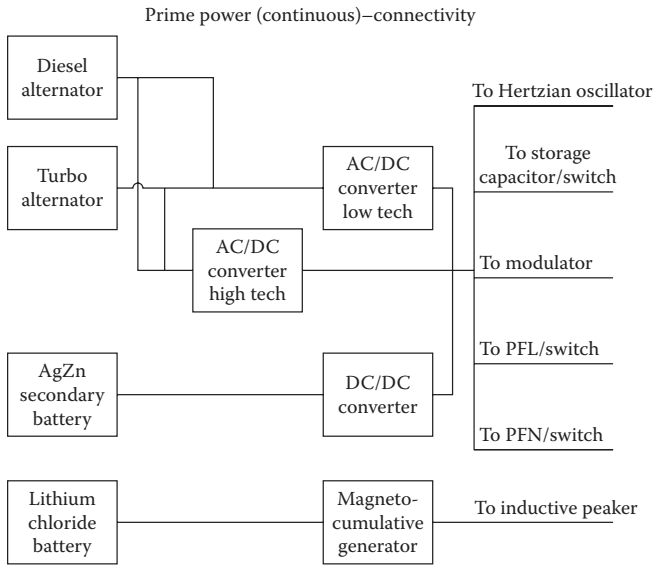 Prime power (continuous)–connectivity
Diesel
alternator
To Hertzian oscillator
Turbo
alternator
AC/DC
converter
low tech
To storage
capacitor/switch
AC/DC
converter
high tech
To modulator
AgZn
secondary
battery
DC/DC
converter
To PFL/switch
To PFN/switch
Lithium
chloride
battery
Magneto-
cumulative
generator
To inductive peaker